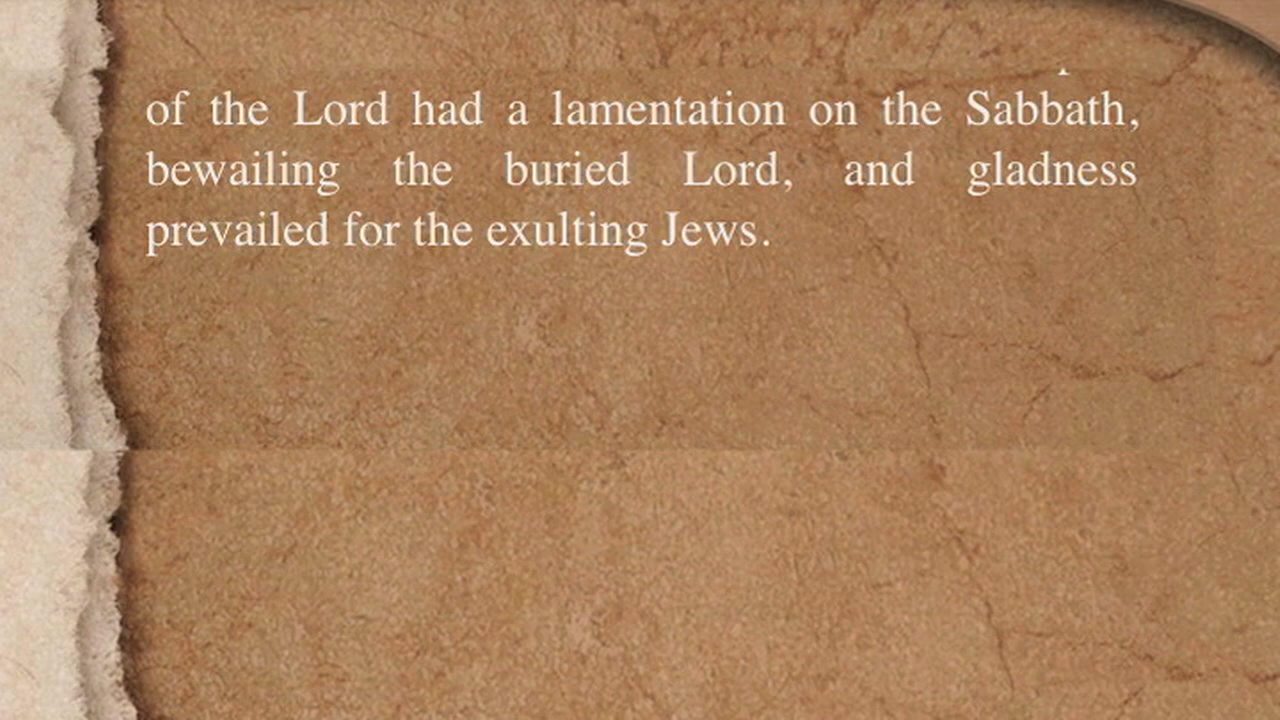 of the Lord had a lamentation on the Sabbath,
bewailing the buried Lord, and gladness
prevailed for the exulting Jews.